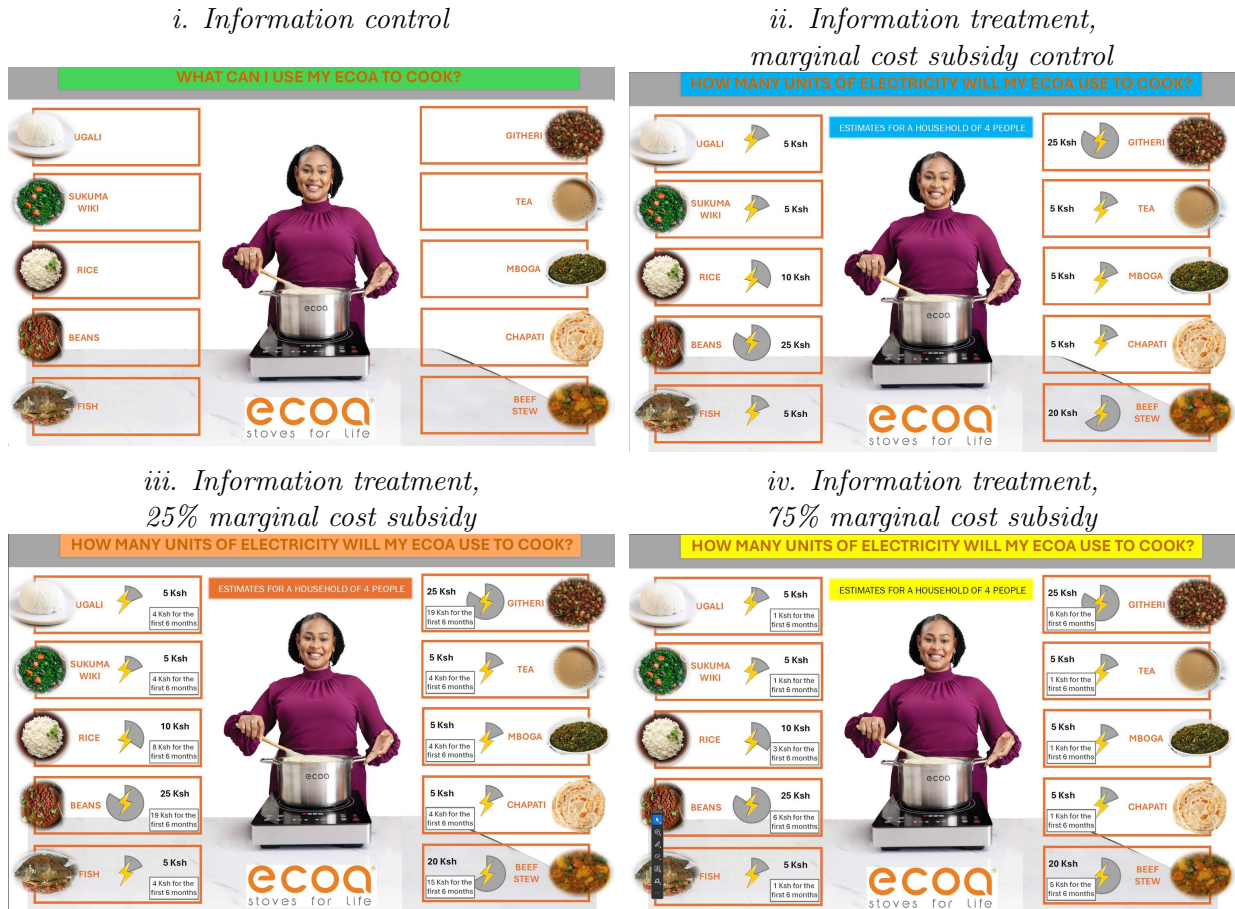 i. Information control
WHAT CAN I USE MY ECOA TO COOK?
UGALI
SUKUMA
WIKI
RICE
BEANS
FISH
GITHERI
TEA
MBOGA
CHAPATI
BEEF
STEW
ecoa
ecoa®
stoves for life
ii. Information treatment,
marginal cost subsidy control
HOW MANY UNITS OF ELECTRICITY WILL MY ECOA USE TO COOK?
ESTIMATES FOR A HOUSEHOLD OF 4 PEOPLE
UGALI 5 Ksh
SUKUMA
WIKI 5 Ksh
RICE 10 Ksh
BEANS 25 Ksh
FISH 5 Ksh
25 Ksh GITHERI
5 Ksh TEA
5 Ksh MBOGA
5 Ksh CHAPATI
20 Ksh BEEF
STEW
ecoa
ecoa®
stoves for life
iii. Information treatment,
25% marginal cost subsidy
HOW MANY UNITS OF ELECTRICITY WILL MY ECOA USE TO COOK?
ESTIMATES FOR A HOUSEHOLD OF 4 PEOPLE
UGALI 5 Ksh
4 Ksh for the
first 6 months
SUKUMA
WIKI 5 Ksh
4 Ksh for the
first 6 months
RICE 10 Ksh
8 Ksh for the
first 6 months
BEANS 25 Ksh
19 Ksh for the
first 6 months
FISH 5 Ksh
4 Ksh for the
first 6 months
25 Ksh GITHERI
19 Ksh for the
first 6 months
5 Ksh TEA
4 Ksh for the
first 6 months
5 Ksh MBOGA
4 Ksh for the
first 6 months
5 Ksh CHAPATI
4 Ksh for the
first 6 months
20 Ksh BEEF
STEW
15 Ksh for the
first 6 months
ecoa
ecoa®
stoves for life
iv. Information treatment,
75% marginal cost subsidy
HOW MANY UNITS OF ELECTRICITY WILL MY ECOA USE TO COOK?
ESTIMATES FOR A HOUSEHOLD OF 4 PEOPLE
UGALI 5 Ksh
1 Ksh for the
first 6 months
SUKUMA
WIKI 5 Ksh
1 Ksh for the
first 6 months
RICE 10 Ksh
3 Ksh for the
first 6 months
BEANS 25 Ksh
6 Ksh for the
first 6 months
FISH 5 Ksh
1 Ksh for the
first 6 months
25 Ksh GITHERI
6 Ksh for the
first 6 months
5 Ksh TEA
1 Ksh for the
first 6 months
5 Ksh MBOGA
1 Ksh for the
first 6 months
5 Ksh CHAPATI
1 Ksh for the
first 6 months
20 Ksh BEEF
STEW
5 Ksh for the
first 6 months
ecoa
ecoa®
stoves for life